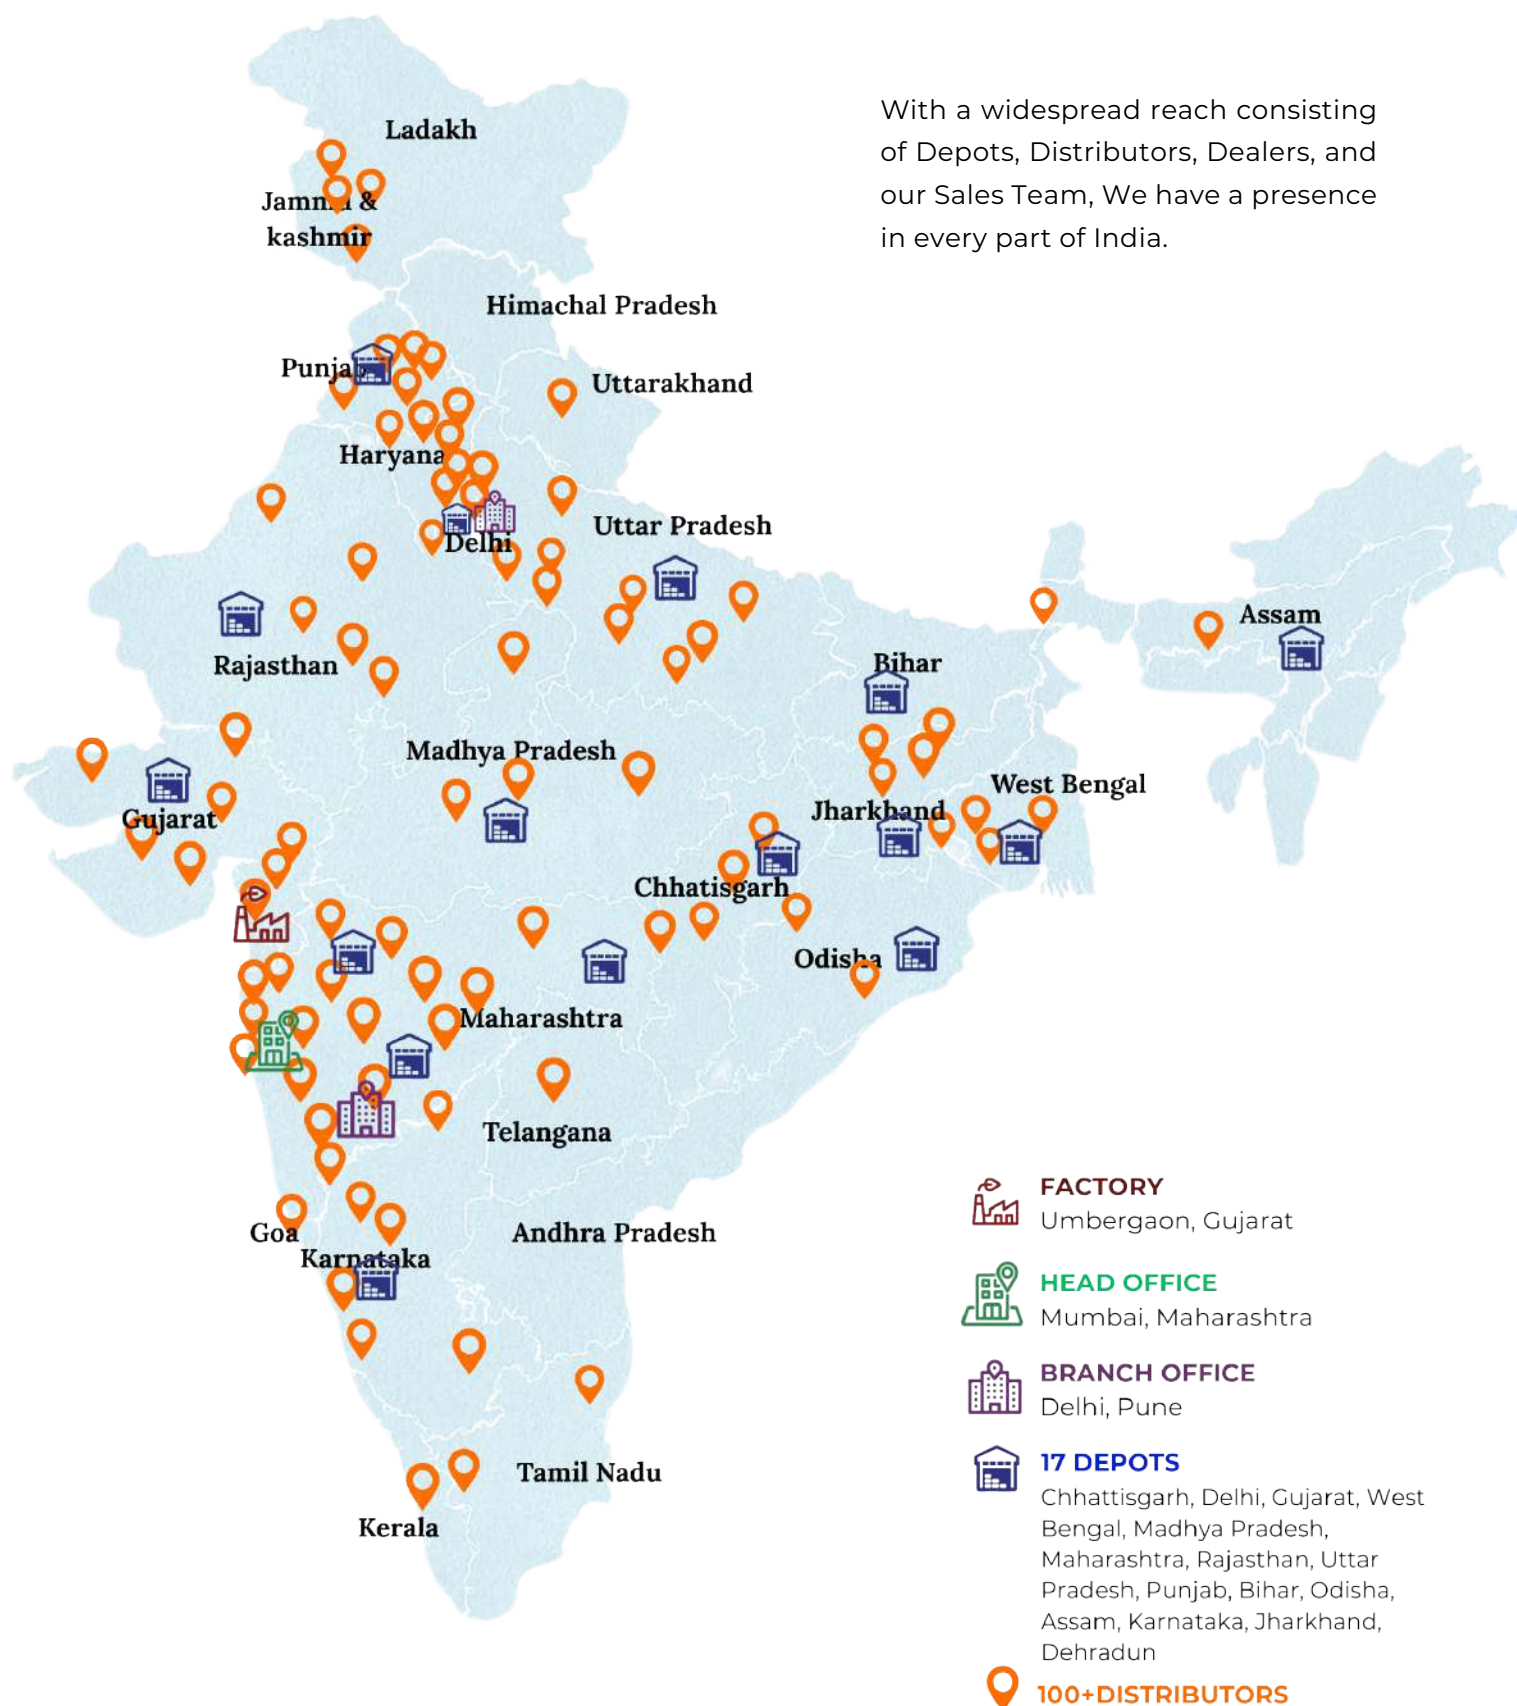 With a widespread reach consisting
of Depots, Distributors, Dealers, and
our Sales Team, We have a presence
in every part of India.
Ladakh
Jammu &
kashmir
Himachal Pradesh
Punjab
Uttarakhand
Haryana
Uttar Pradesh
Delhi
Assam
Bihar
Rajasthan
Madhya Pradesh
West Bengal
Jharkhand
Gujarat
Chhatisgarh
Odisha
Maharashtra
Telangana
Goa
Andhra Pradesh
Karnataka
Tamil Nadu
Kerala
FACTORY
Umbergaon, Gujarat
HEAD OFFICE
Mumbai, Maharashtra
BRANCH OFFICE
Delhi, Pune
17 DEPOTS
Chhattisgarh, Delhi, Gujarat, West
Bengal, Madhya Pradesh,
Maharashtra, Rajasthan, Uttar
Pradesh, Punjab, Bihar, Odisha,
Assam, Karnataka, Jharkhand,
Dehradun
100+DISTRIBUTORS